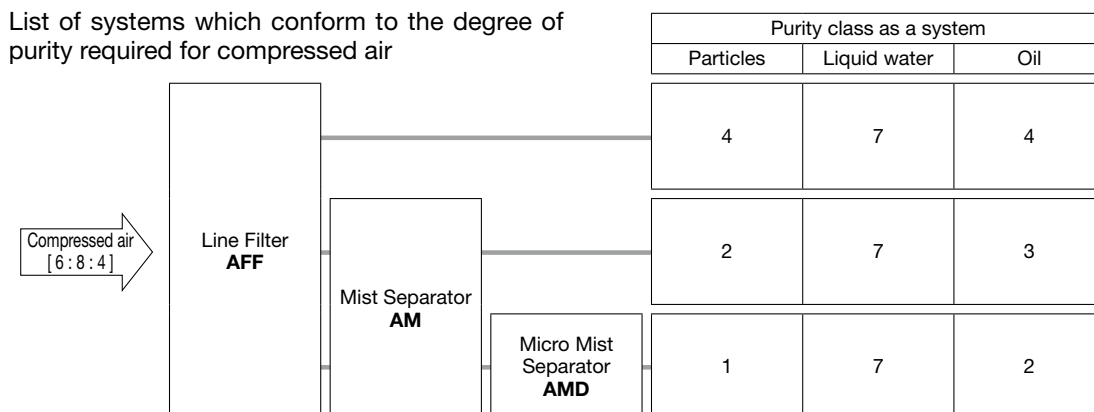 List of systems which conform to the degree of
purity required for compressed air
Purity class as a system
Particles Liquid water Oil
4 7 4
Compressed air
[ 6 : 8 : 4 ]
Line Filter
AFF
2 7 3
Mist Separator
AM
Micro Mist
Separator
AMD
1 7 2